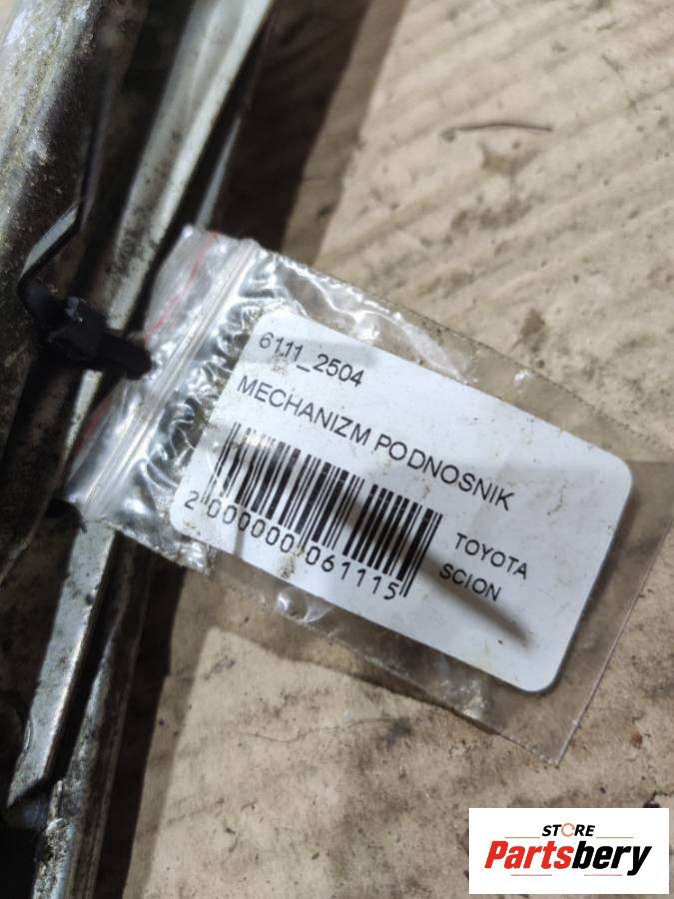 6111_2504
MECHANIZM PODNOSNIK
2 000000 061115
TOYOTA
SCION
STORE
Partsbery